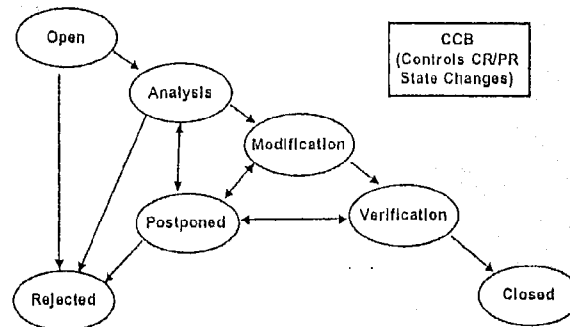 Open
CCB
(Controls CR/PR
State Changes)
Analysis
Modification
Postponed
Verification
Rejected
Closed